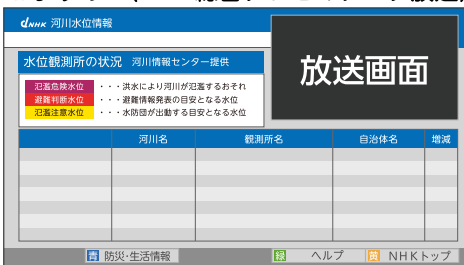 dNHK 河川水位情報
水位観測所の状況 河川情報センター提供
放送画面
氾濫危険水位 ・・・洪水により河川が氾濫するおそれ
避難判断水位 ・・・避難情報発表の目安となる水位
氾濫注意水位 ・・・水防団が出動する目安となる水位
河川名 観測所名 自治体名 増減
青 防災・生活情報 緑 ヘルプ 黄 NHKトップ